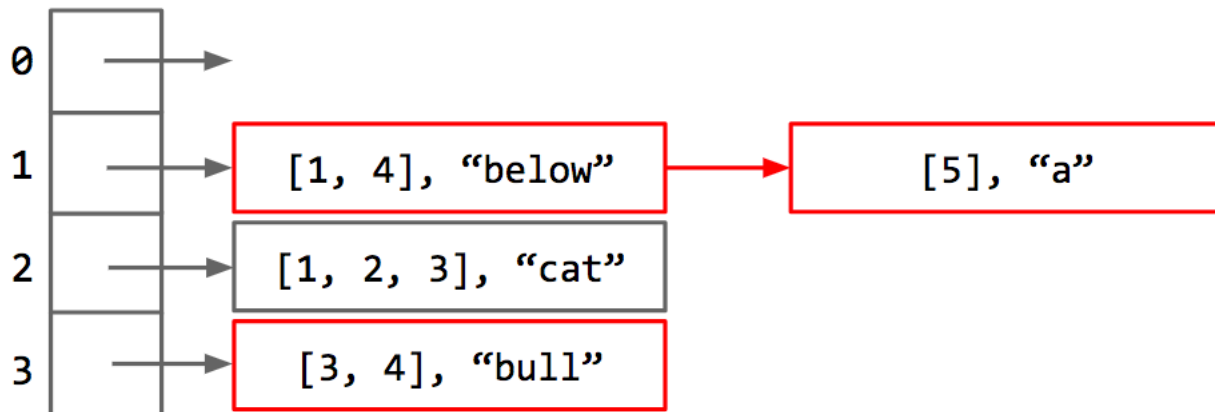 0
1 [1, 4], “below” [5], “a”
2 [1, 2, 3], “cat”
3 [3, 4], “bull”